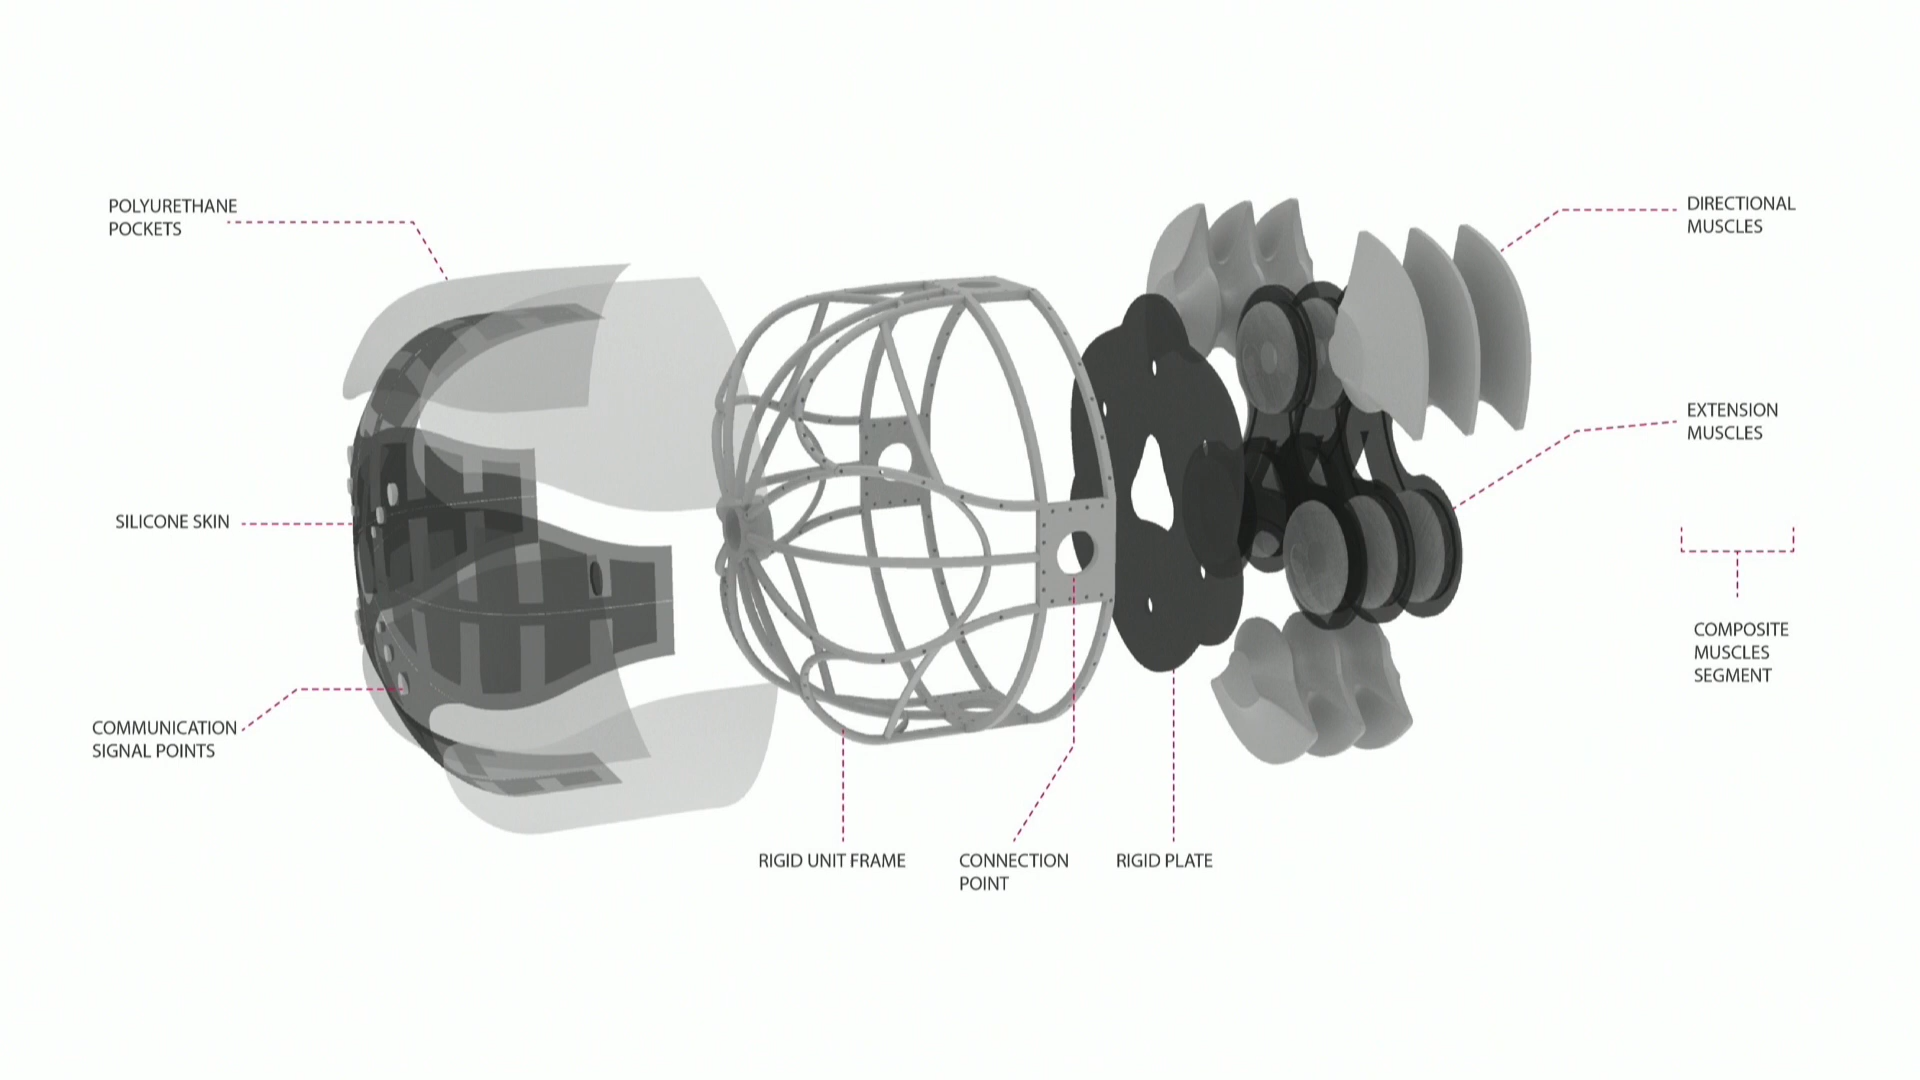 POLYURETHANE
POCKETS
SILICONE SKIN
COMMUNICATION
SIGNAL POINTS
RIGID UNIT FRAME
CONNECTION
POINT
RIGID PLATE
DIRECTIONAL
MUSCLES
EXTENSION
MUSCLES
COMPOSITE
MUSCLES
SEGMENT